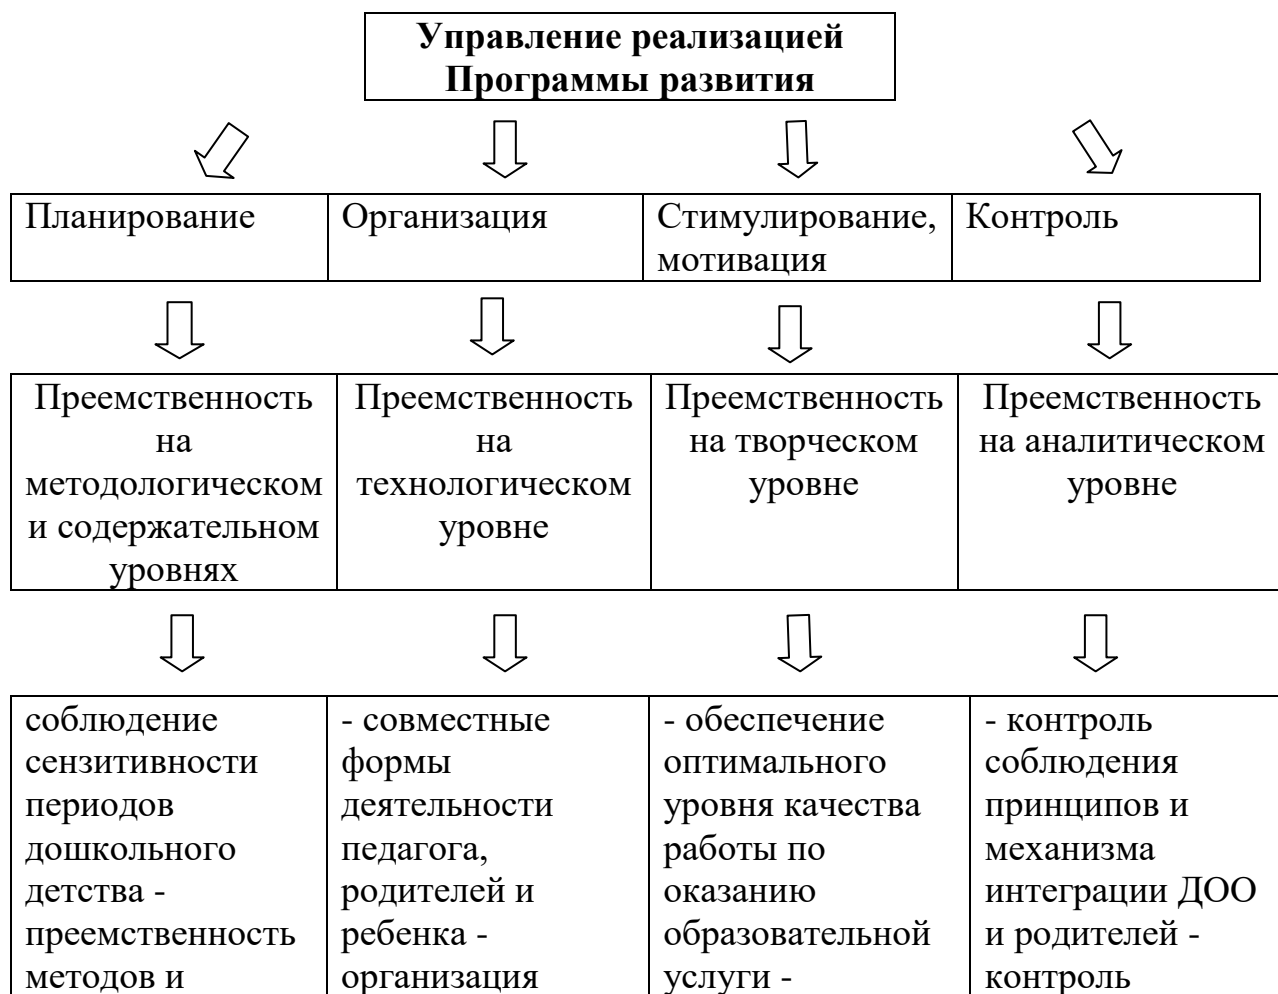 Управление реализацией
Программы развития
Планирование
Организация
Стимулирование,
мотивация
Контроль
Преемственность
на
методологическом
и содержательном
уровнях
Преемственность
на
технологическом
уровне
Преемственность
на творческом
уровне
Преемственность
на аналитическом
уровне
соблюдение
сензитивности
периодов
дошкольного
детства -
преемственность
методов и
- совместные
формы
деятельности
педагога,
родителей и
ребенка -
организация
- обеспечение
оптимального
уровня качества
работы по
оказанию
образовательной
услуги -
- контроль
соблюдения
принципов и
механизма
интеграции ДОО
и родителей -
контроль